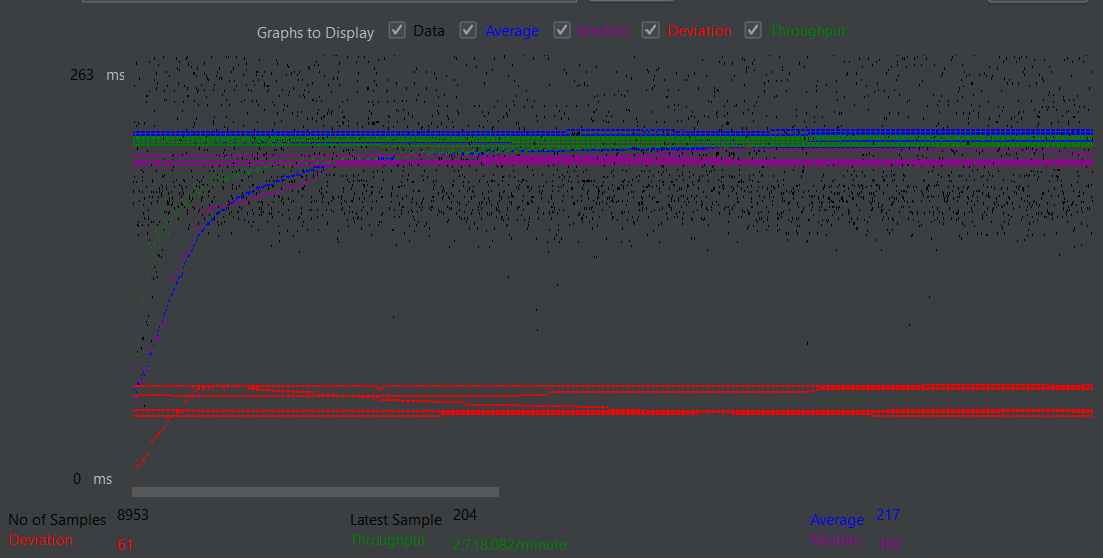 Graphs to Display Data Average Median Deviation Throughput
263 ms
0 ms
No of Samples 8953 Latest Sample 204 Average 217
Deviation 61 Throughput 2,718.082/minute Median 198